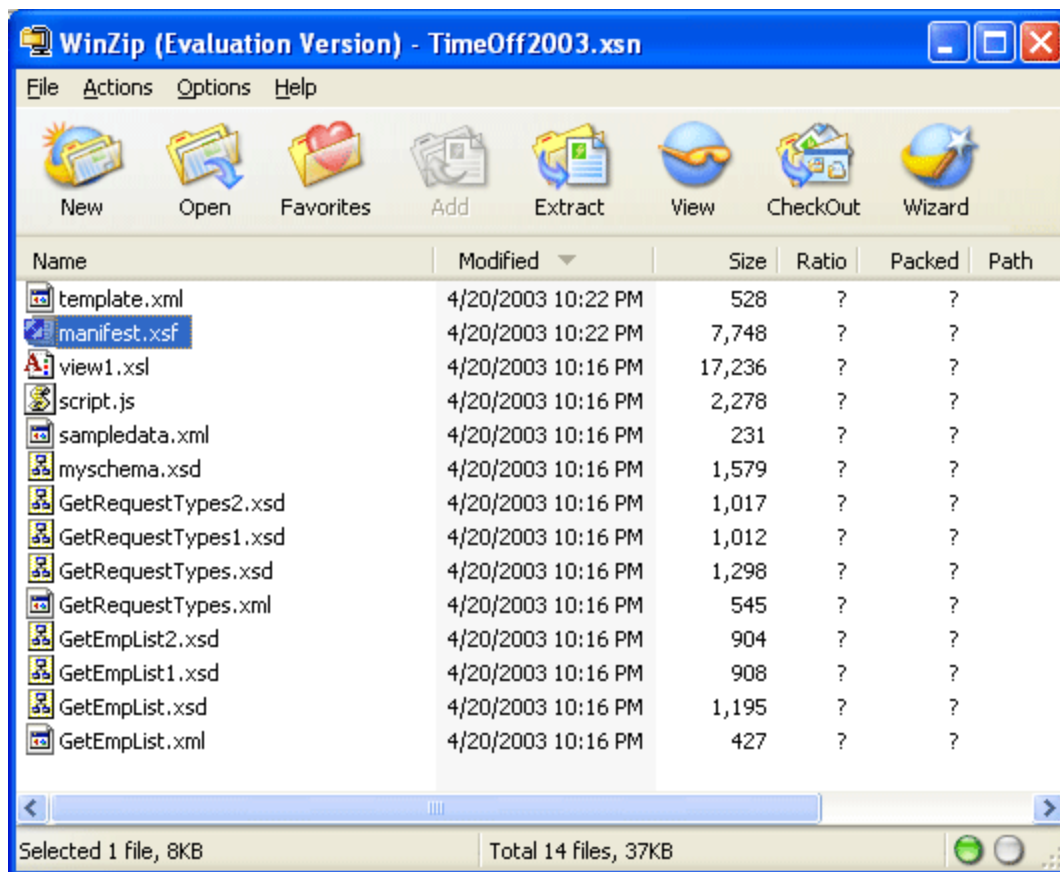 WinZip (Evaluation Version) - TimeOff2003.xsn
File Actions Options Help
New Open Favorites Add Extract View CheckOut Wizard
Name Modified Size Ratio Packed Path
template.xml 4/20/2003 10:22 PM 528 ? ?
manifest.xsf 4/20/2003 10:22 PM 7,748 ? ?
view1.xsl 4/20/2003 10:16 PM 17,236 ? ?
script.js 4/20/2003 10:16 PM 2,278 ? ?
sampledata.xml 4/20/2003 10:16 PM 231 ? ?
myschema.xsd 4/20/2003 10:16 PM 1,579 ? ?
GetRequestTypes2.xsd 4/20/2003 10:16 PM 1,017 ? ?
GetRequestTypes1.xsd 4/20/2003 10:16 PM 1,012 ? ?
GetRequestTypes.xsd 4/20/2003 10:16 PM 1,298 ? ?
GetRequestTypes.xml 4/20/2003 10:16 PM 545 ? ?
GetEmpList2.xsd 4/20/2003 10:16 PM 904 ? ?
GetEmpList1.xsd 4/20/2003 10:16 PM 908 ? ?
GetEmpList.xsd 4/20/2003 10:16 PM 1,195 ? ?
GetEmpList.xml 4/20/2003 10:16 PM 427 ? ?
Selected 1 file, 8KB Total 14 files, 37KB